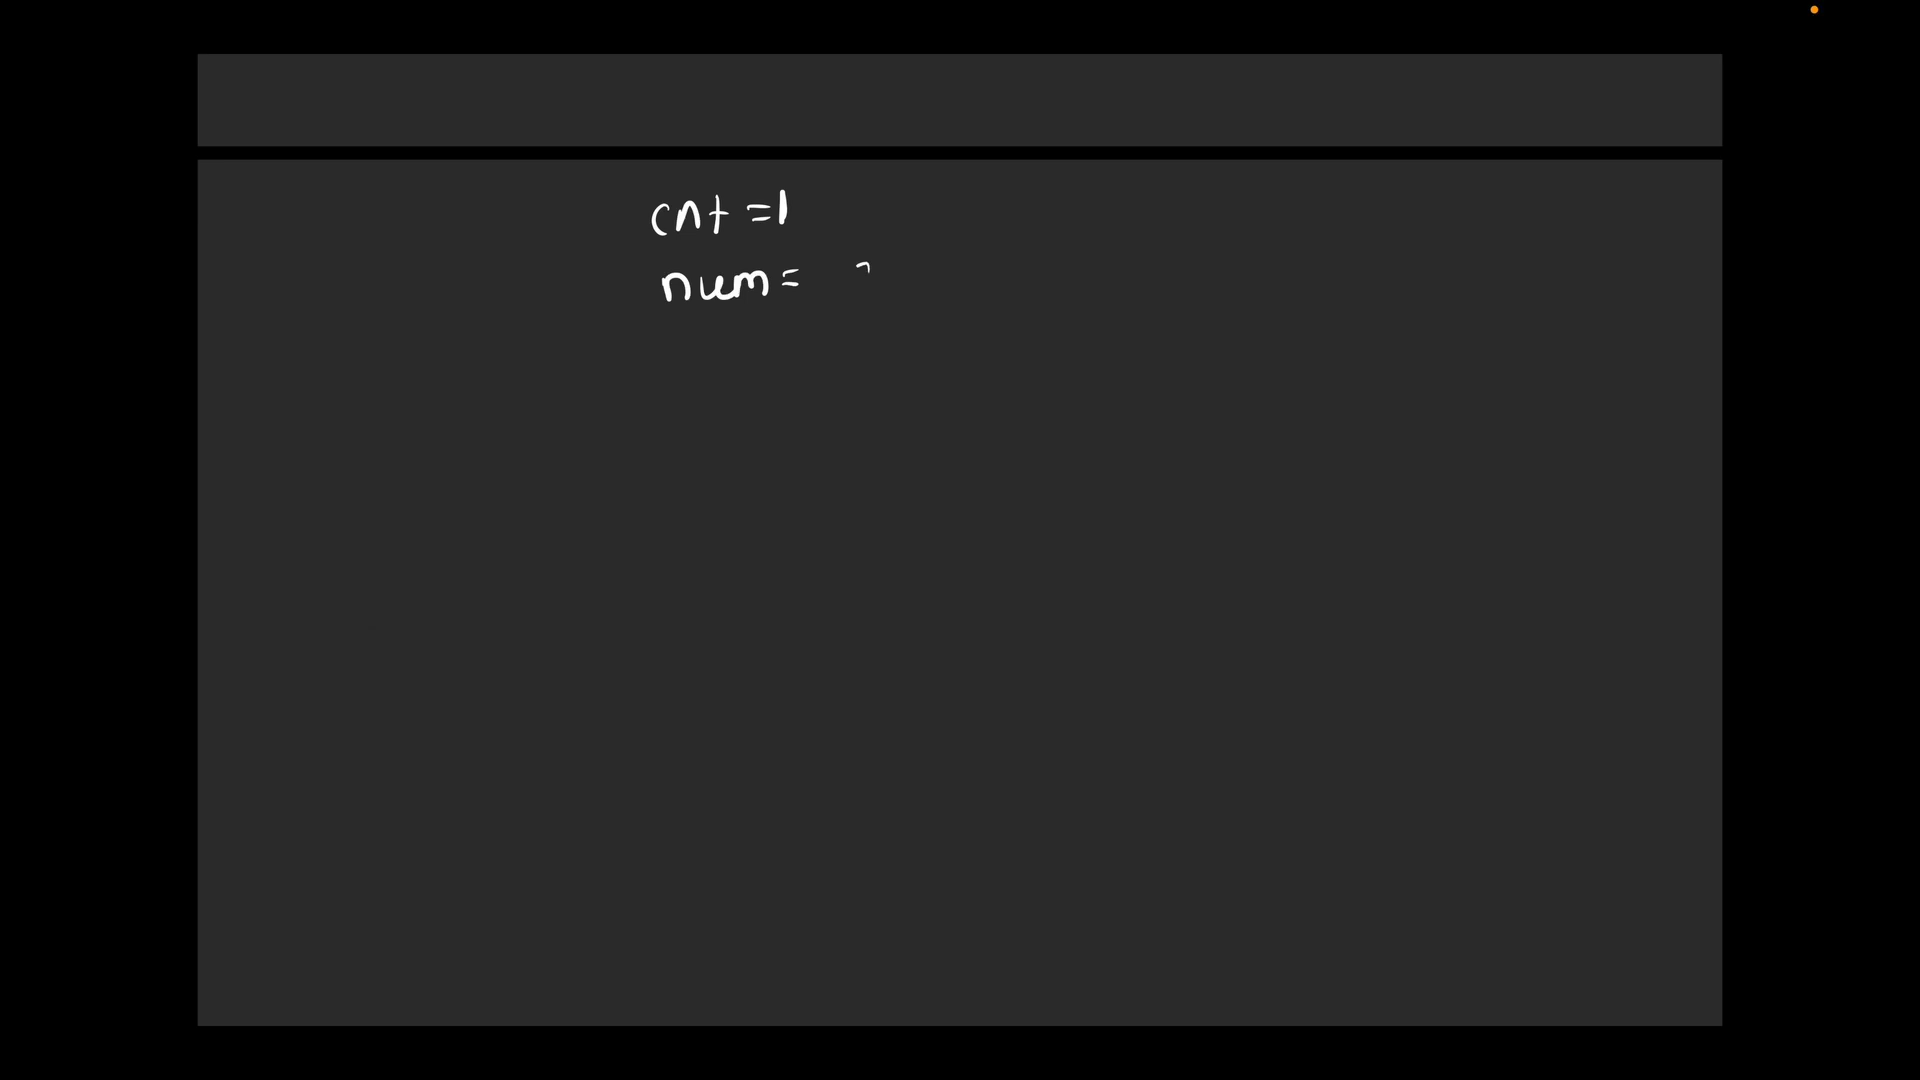 cnt =1
num=